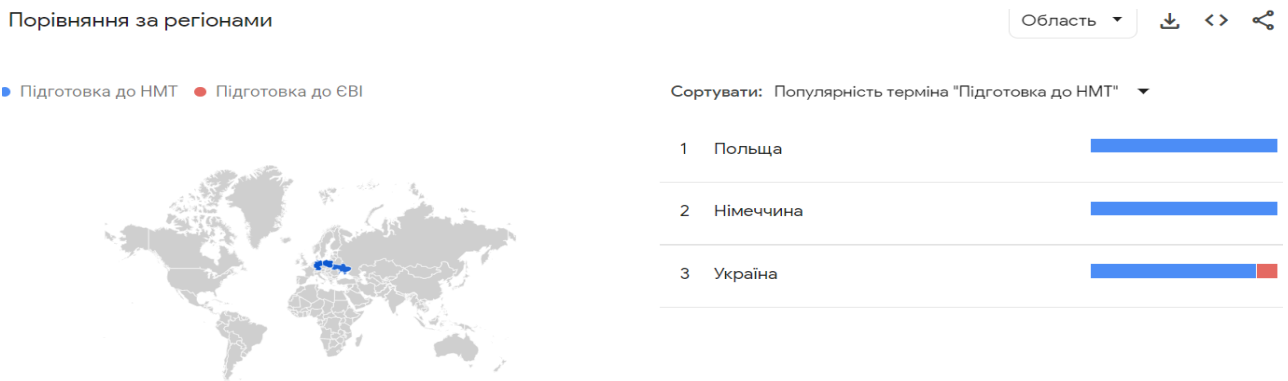 Порівняння за регіонами
Область
Підготовка до НМТ
Підготовка до ЄВІ
Сортувати: Популярність терміна "Підготовка до НМТ"
1 Польща
2 Німеччина
3 Україна